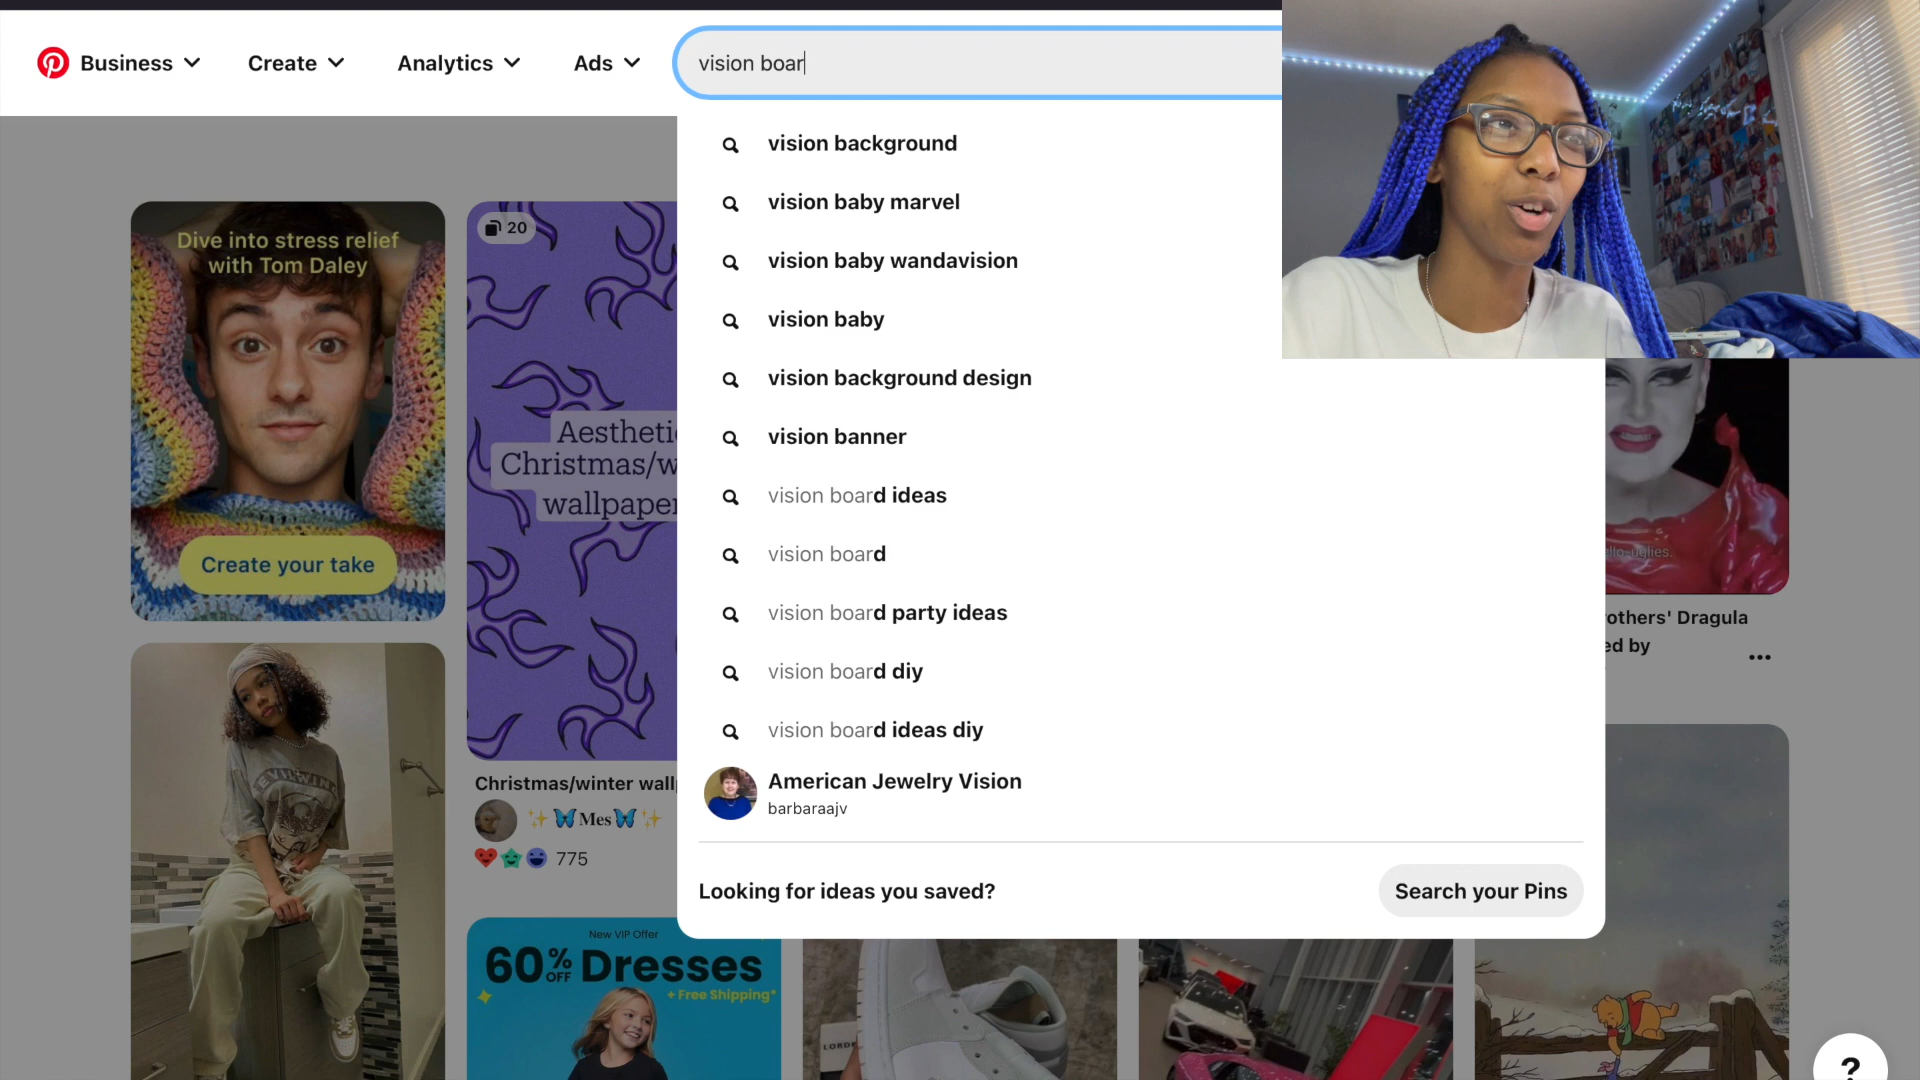 Business
Create
Analytics
Ads
vision boar
vision background
vision baby marvel
vision baby wandavision
vision baby
vision background design
vision banner
vision board ideas
vision board
vision board party ideas
vision board diy
vision board ideas diy
American Jewelry Vision
barbaraajv
Looking for ideas you saved?
Search your Pins
Dive into stress relief
with Tom Daley
Create your take
20
Aestheti
Christmas/w
wallpaper
Christmas/winter wall
✨🦋Mes🦋✨
775
New VIP Offer
60% OFF Dresses
+ Free Shipping*
llo-uglies.
others' Dragula
ed by
?